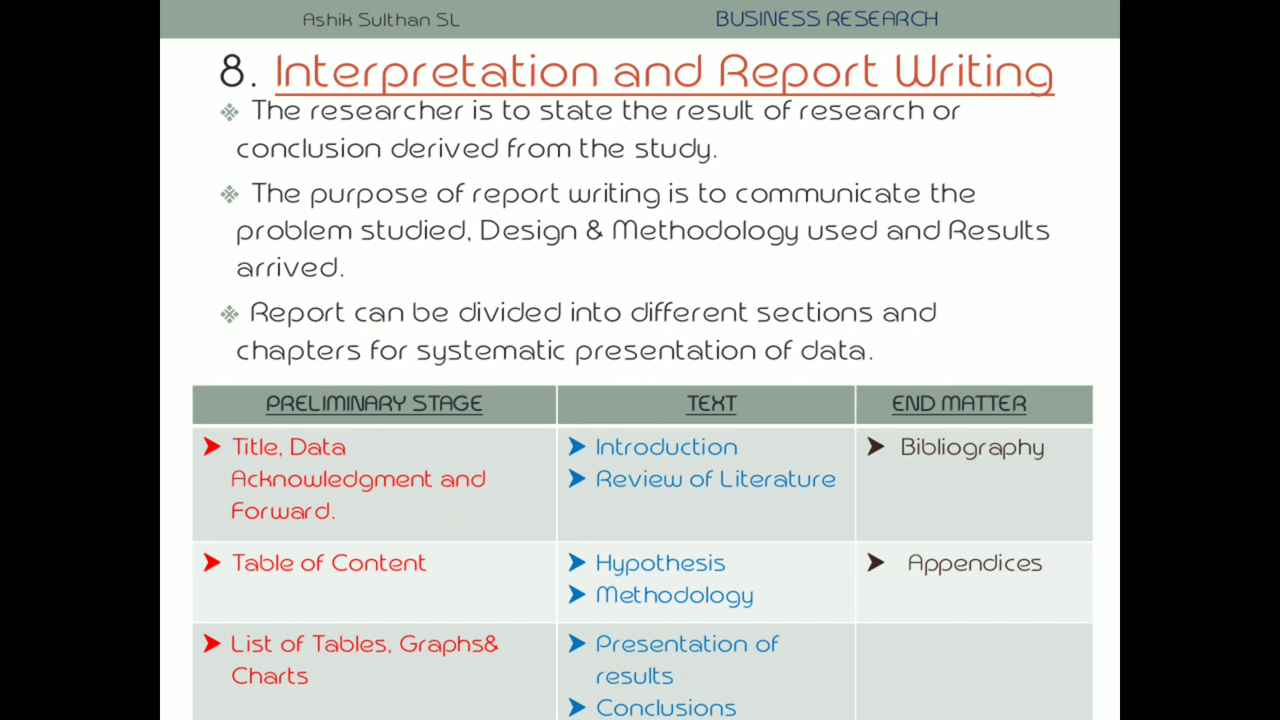 Ashik Sulthan SL
BUSINESS RESEARCH
8. Interpretation and Report Writing
The researcher is to state the result of research or
conclusion derived from the study.
The purpose of report writing is to communicate the
problem studied, Design & Methodology used and Results
arrived.
Report can be divided into different sections and
chapters for systematic presentation of data.
PRELIMINARY STAGE
TEXT
END MATTER
Title, Data
Acknowledgment and
Forward.
Introduction
Review of Literature
Bibliography
Table of Content
Hypothesis
Methodology
Appendices
List of Tables, Graphs&
Charts
Presentation of
results
Conclusions